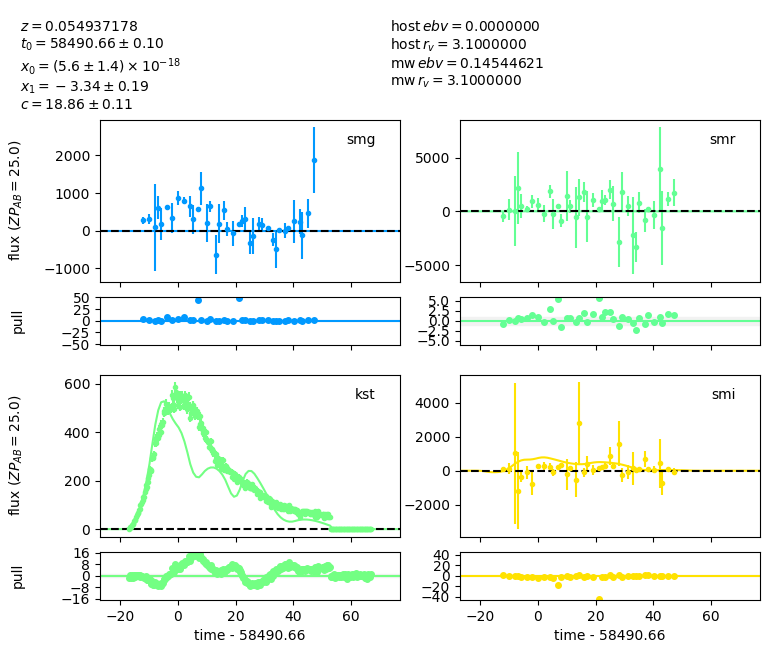 z = 0.054937178
t₀ = 58490.66 ± 0.10
x₀ = (5.6 ± 1.4) × 10⁻¹⁸
x₁ = −3.34 ± 0.19
c = 18.86 ± 0.11
host ebv = 0.0000000
host r_v = 3.1000000
mw ebv = 0.14544621
mw r_v = 3.1000000
flux (ZP_AB = 25.0)
2000
1000
0
−1000
smg
5000
0
−5000
smr
pull
50
25
0
−25
−50
5.0
2.5
0.0
−2.5
−5.0
flux (ZP_AB = 25.0)
600
400
200
0
kst
4000
2000
0
−2000
smi
pull
16
8
0
−8
−16
40
20
0
−20
−40
−20 0 20 40 60
−20 0 20 40 60
time - 58490.66
time - 58490.66